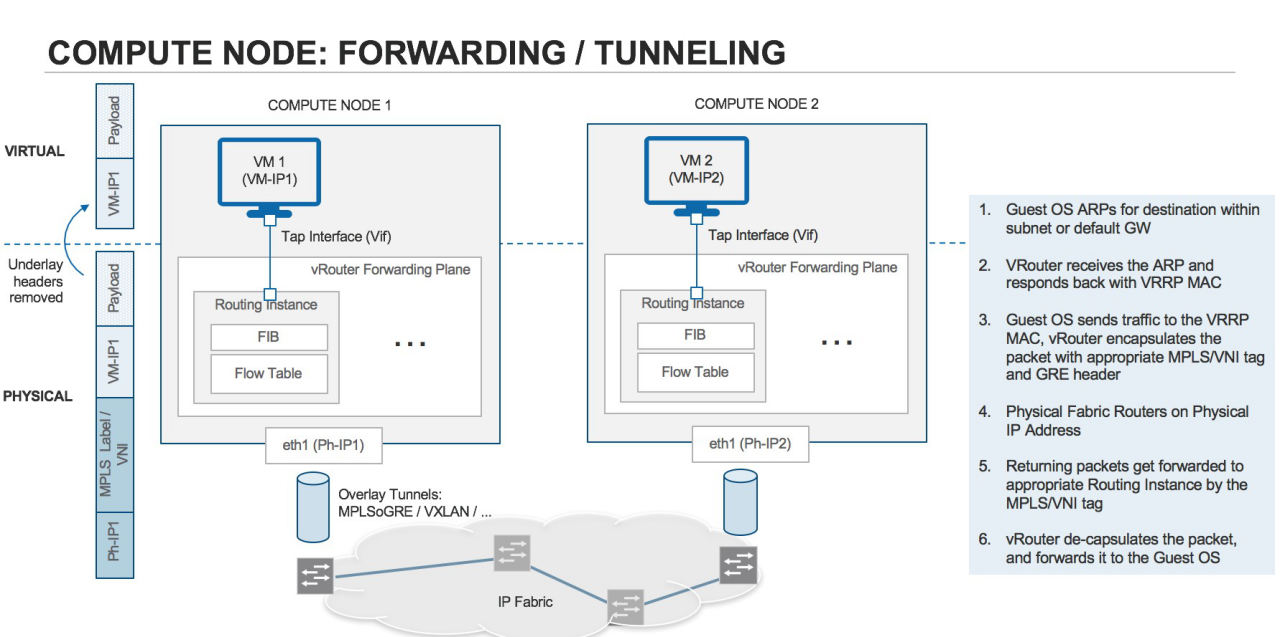 COMPUTE NODE: FORWARDING / TUNNELING
VIRTUAL
PHYSICAL
Payload
VM-IP1
Underlay
headers
removed
Payload
VM-IP1
MPLS Label /
VNI
Ph-IP1
COMPUTE NODE 1
VM 1
(VM-IP1)
Tap Interface (Vif)
vRouter Forwarding Plane
Routing Instance
FIB
Flow Table
...
eth1 (Ph-IP1)
Overlay Tunnels:
MPLSoGRE / VXLAN / ...
IP Fabric
COMPUTE NODE 2
VM 2
(VM-IP2)
Tap Interface (Vif)
vRouter Forwarding Plane
Routing Instance
FIB
Flow Table
...
eth1 (Ph-IP2)
1. Guest OS ARPs for destination within
subnet or default GW
2. VRouter receives the ARP and
responds back with VRRP MAC
3. Guest OS sends traffic to the VRRP
MAC, vRouter encapsulates the
packet with appropriate MPLS/VNI tag
and GRE header
4. Physical Fabric Routers on Physical
IP Address
5. Returning packets get forwarded to
appropriate Routing Instance by the
MPLS/VNI tag
6. vRouter de-capsulates the packet,
and forwards it to the Guest OS